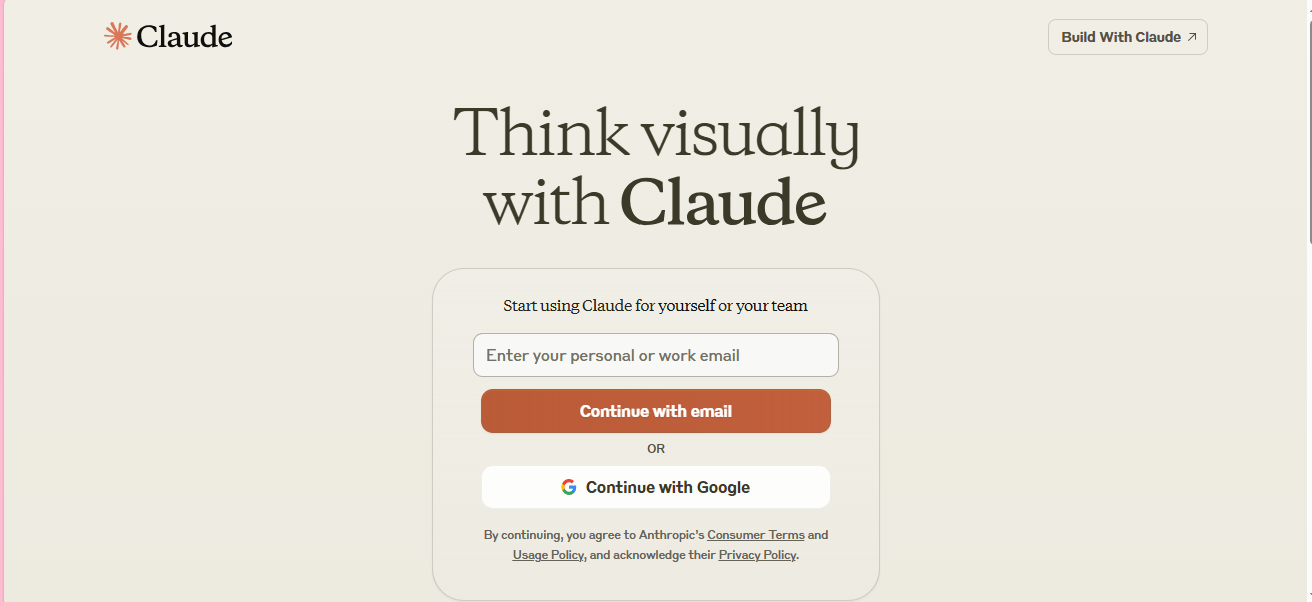 Claude
Build With Claude
Think visually
with Claude
Start using Claude for yourself or your team
Enter your personal or work email
Continue with email
OR
Continue with Google
By continuing, you agree to Anthropic's Consumer Terms and
Usage Policy, and acknowledge their Privacy Policy.